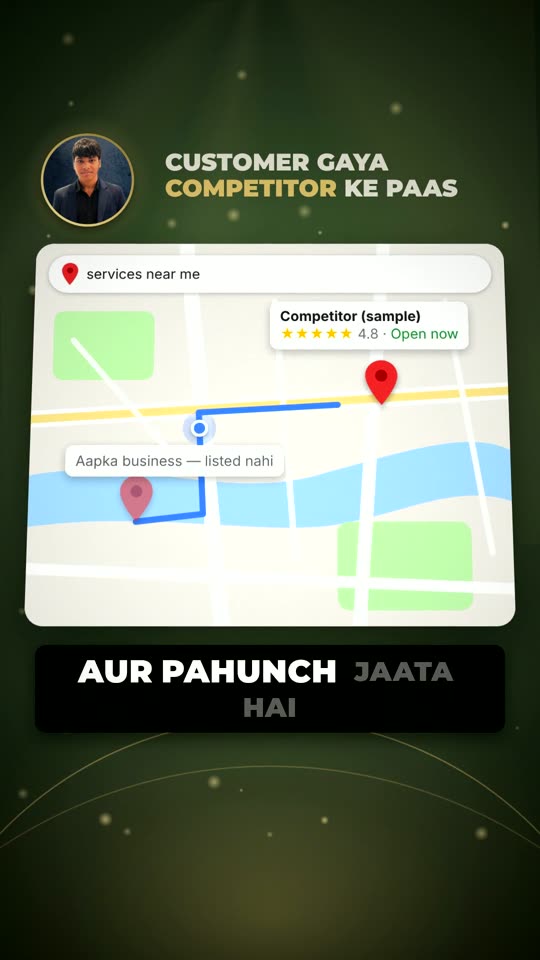 CUSTOMER GAYA
COMPETITOR KE PAAS
services near me
Competitor (sample)
★★★★★ 4.8 · Open now
Aapka business — listed nahi
AUR PAHUNCH JAATA
HAI